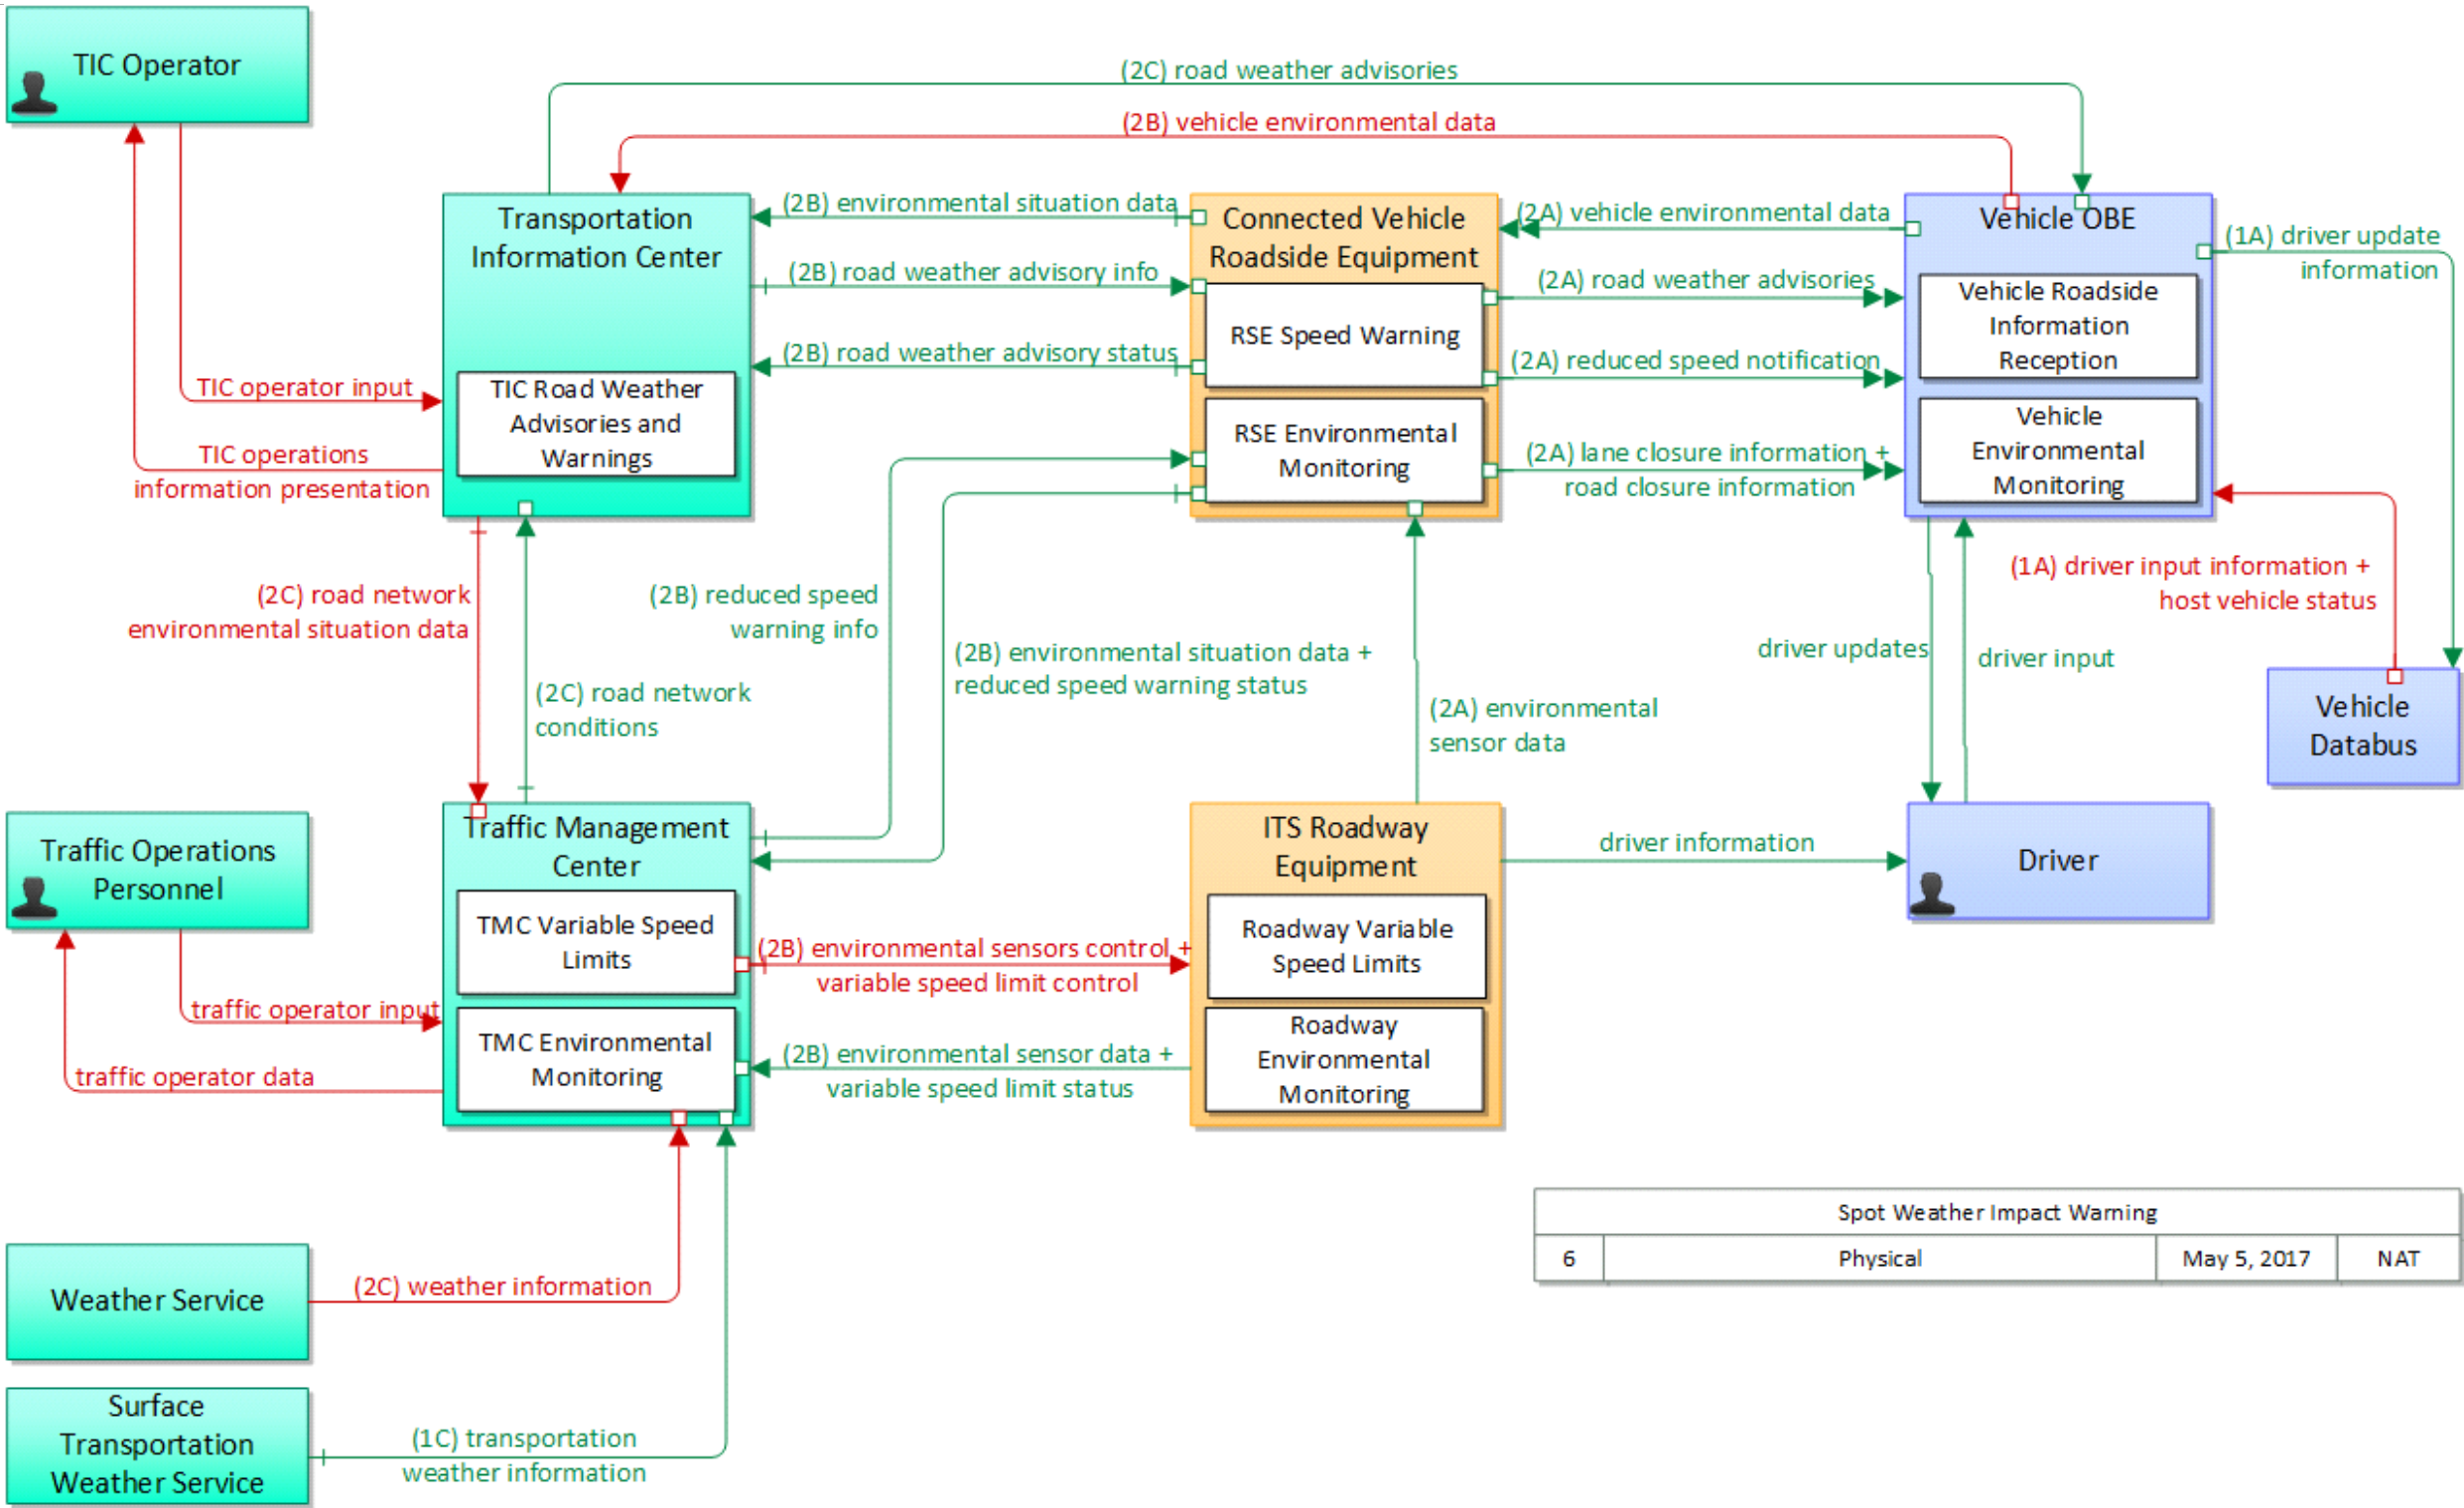 TIC Operator
(2C) road weather advisories
(2B) vehicle environmental data
Transportation
Information Center
TIC Road Weather
Advisories and
Warnings
(2B) environmental situation data
(2B) road weather advisory info
(2B) road weather advisory status
Connected Vehicle
Roadside Equipment
RSE Speed Warning
RSE Environmental
Monitoring
(2A) vehicle environmental data
(2A) road weather advisories
(2A) reduced speed notification
(2A) lane closure information +
road closure information
Vehicle OBE
Vehicle Roadside
Information
Reception
Vehicle
Environmental
Monitoring
(1A) driver update
information
TIC operator input
TIC operations
information presentation
(2C) road network
environmental situation data
(2C) road network
conditions
(2B) reduced speed
warning info
(2B) environmental situation data +
reduced speed warning status
(2A) environmental
sensor data
driver updates
driver input
(1A) driver input information +
host vehicle status
Vehicle
Databus
Traffic Operations
Personnel
Traffic Management
Center
TMC Variable Speed
Limits
TMC Environmental
Monitoring
traffic operator input
traffic operator data
(2B) environmental sensors control +
variable speed limit control
(2B) environmental sensor data +
variable speed limit status
ITS Roadway
Equipment
Roadway Variable
Speed Limits
Roadway
Environmental
Monitoring
driver information
Driver
Weather Service
(2C) weather information
Surface
Transportation
Weather Service
(1C) transportation
weather information
Spot Weather Impact Warning
6 Physical May 5, 2017 NAT